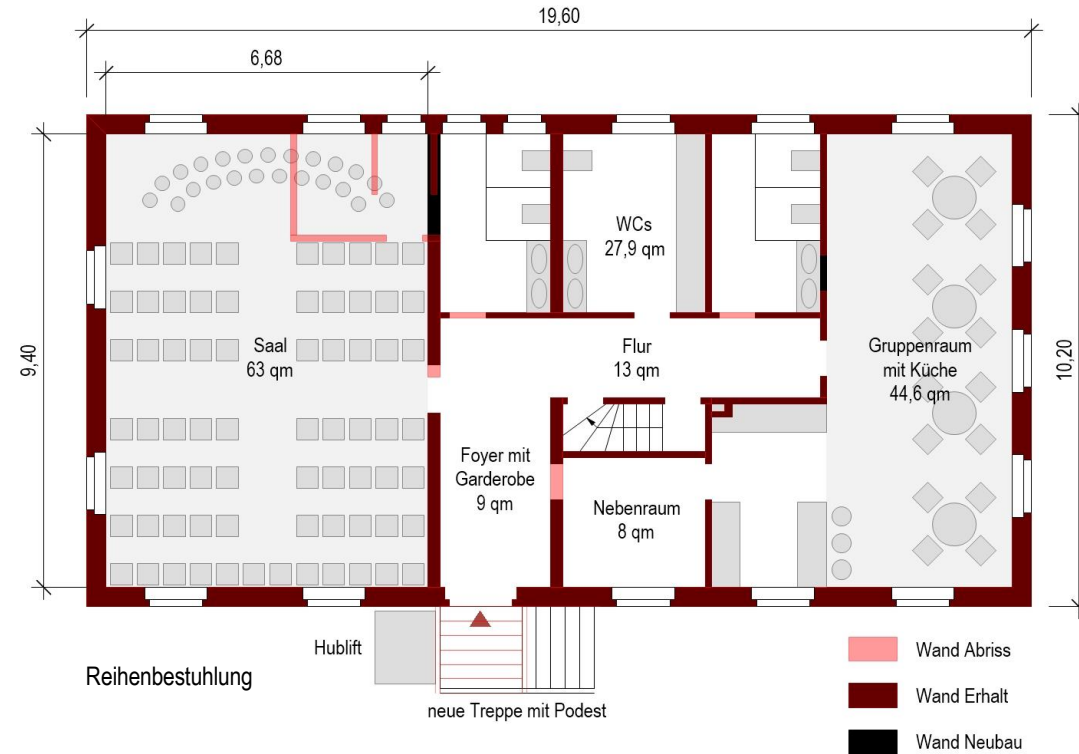 19,60
6,68
9,40
10,20
WCs
27,9 qm
Saal
63 qm
Flur
13 qm
Gruppenraum
mit Küche
44,6 qm
Foyer mit
Garderobe
9 qm
Nebenraum
8 qm
Hublift
Reihenbestuhlung
neue Treppe mit Podest
Wand Abriss
Wand Erhalt
Wand Neubau